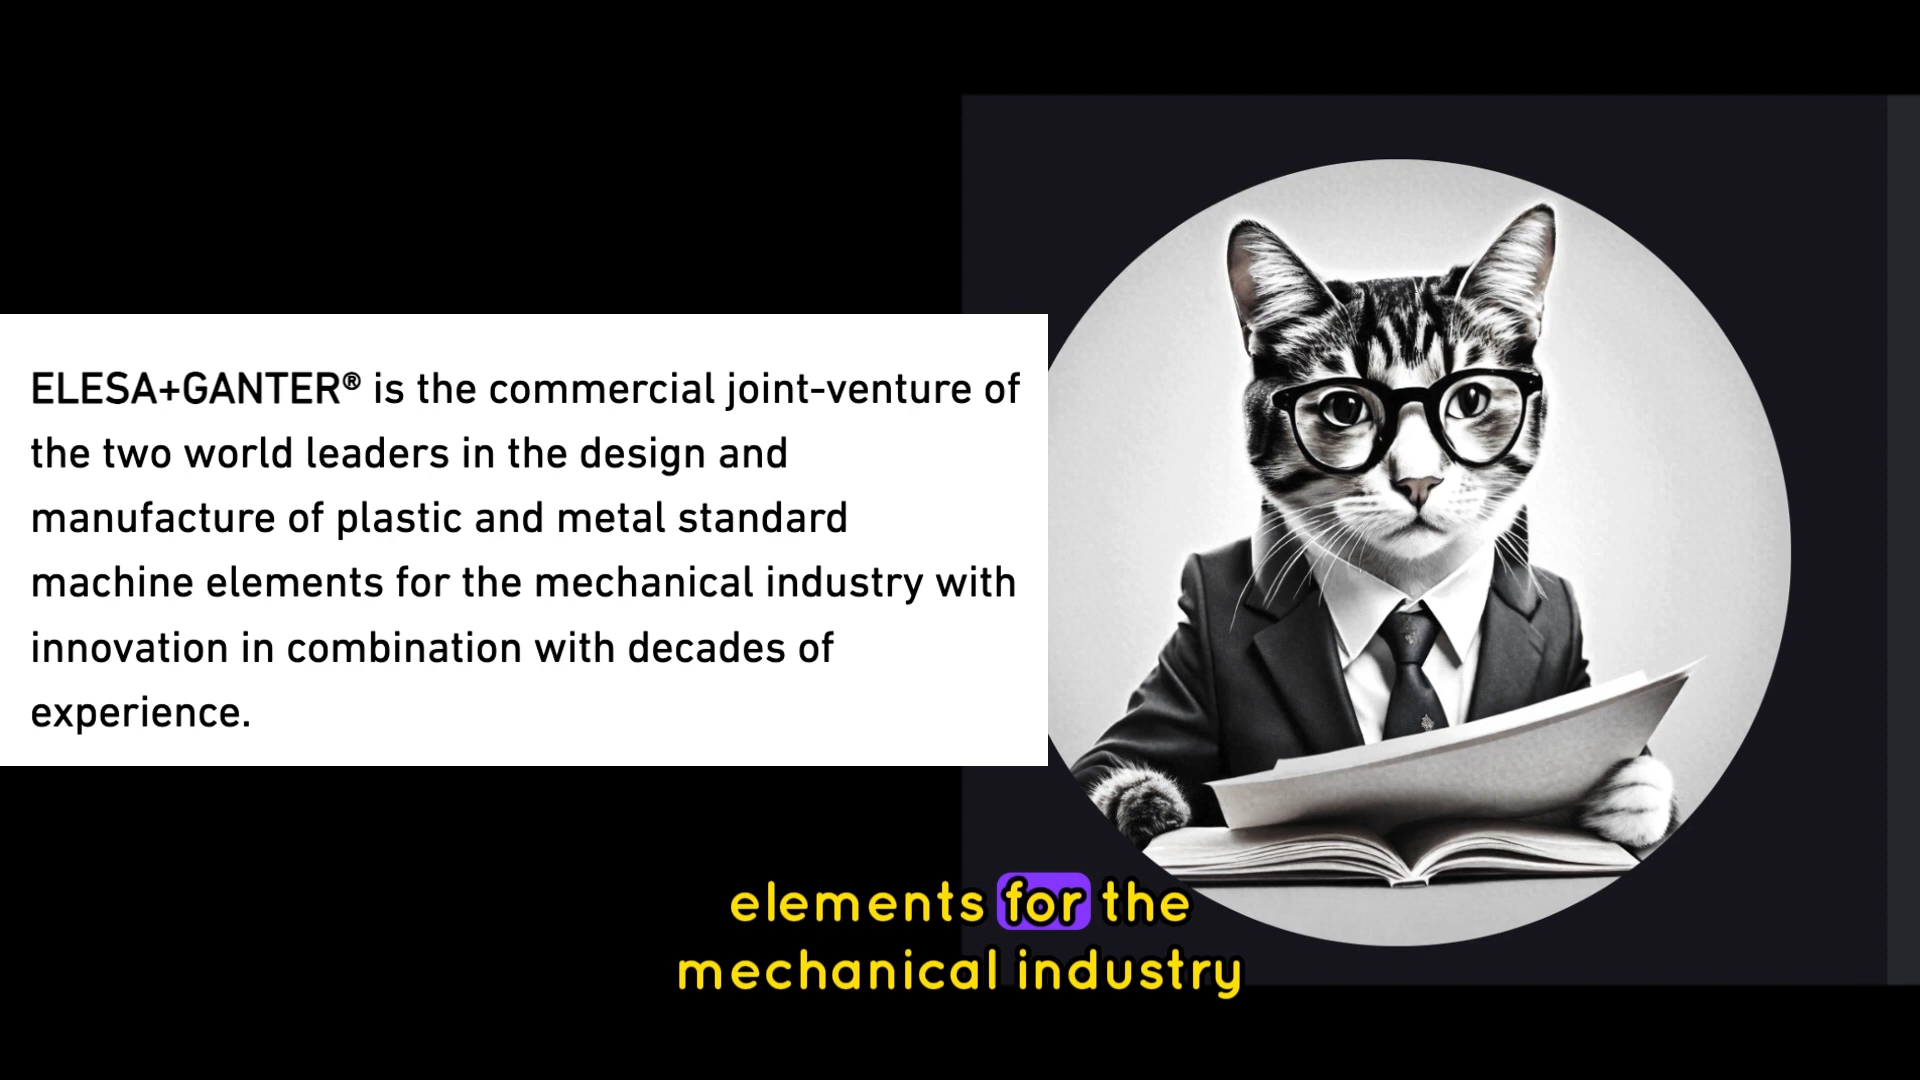 ELESA+GANTER® is the commercial joint-venture of
the two world leaders in the design and
manufacture of plastic and metal standard
machine elements for the mechanical industry with
innovation in combination with decades of
experience.
elements for the
mechanical industry